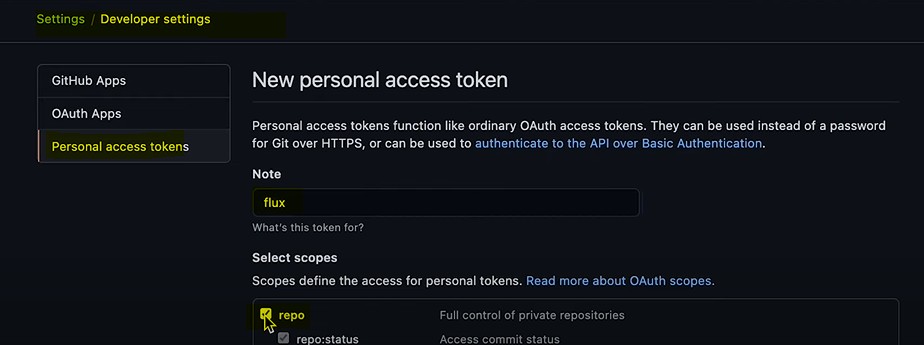 Settings / Developer settings
GitHub Apps
OAuth Apps
Personal access tokens
New personal access token
Personal access tokens function like ordinary OAuth access tokens. They can be used instead of a password
for Git over HTTPS, or can be used to authenticate to the API over Basic Authentication.
Note
flux
What's this token for?
Select scopes
Scopes define the access for personal tokens. Read more about OAuth scopes.
repo Full control of private repositories
repo:status Access commit status